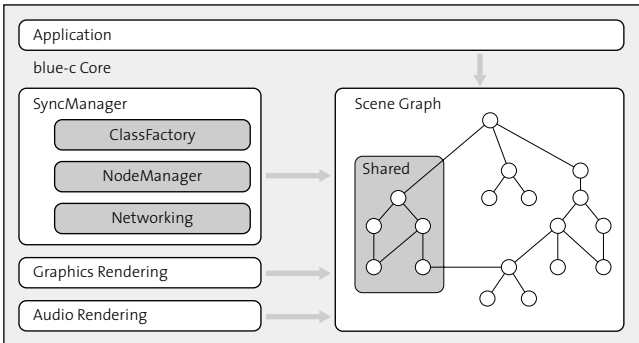 Application
blue-c Core
SyncManager
ClassFactory
NodeManager
Networking
Graphics Rendering
Audio Rendering
Scene Graph
Shared